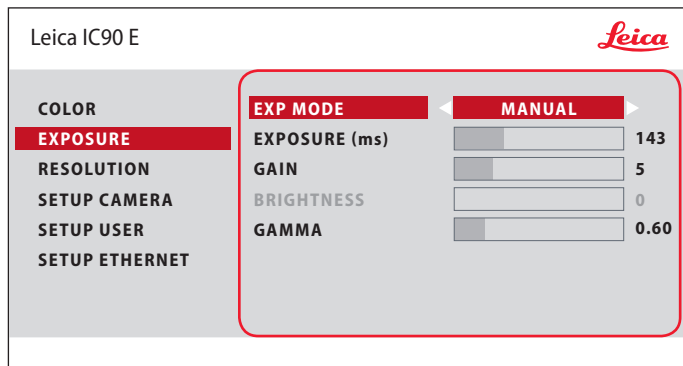 Leica IC90 E
Leica
COLOR
EXPOSURE
RESOLUTION
SETUP CAMERA
SETUP USER
SETUP ETHERNET
EXP MODE MANUAL
EXPOSURE (ms) 143
GAIN 5
BRIGHTNESS 0
GAMMA 0.60